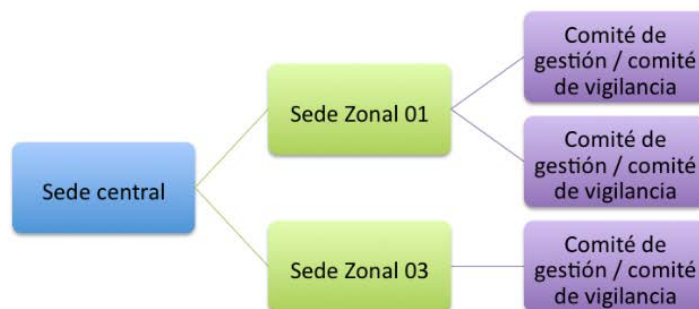 Sede central
Sede Zonal 01
Comité de
gestión / comité
de vigilancia
Comité de
gestión / comité
de vigilancia
Sede Zonal 03
Comité de
gestión / comité
de vigilancia